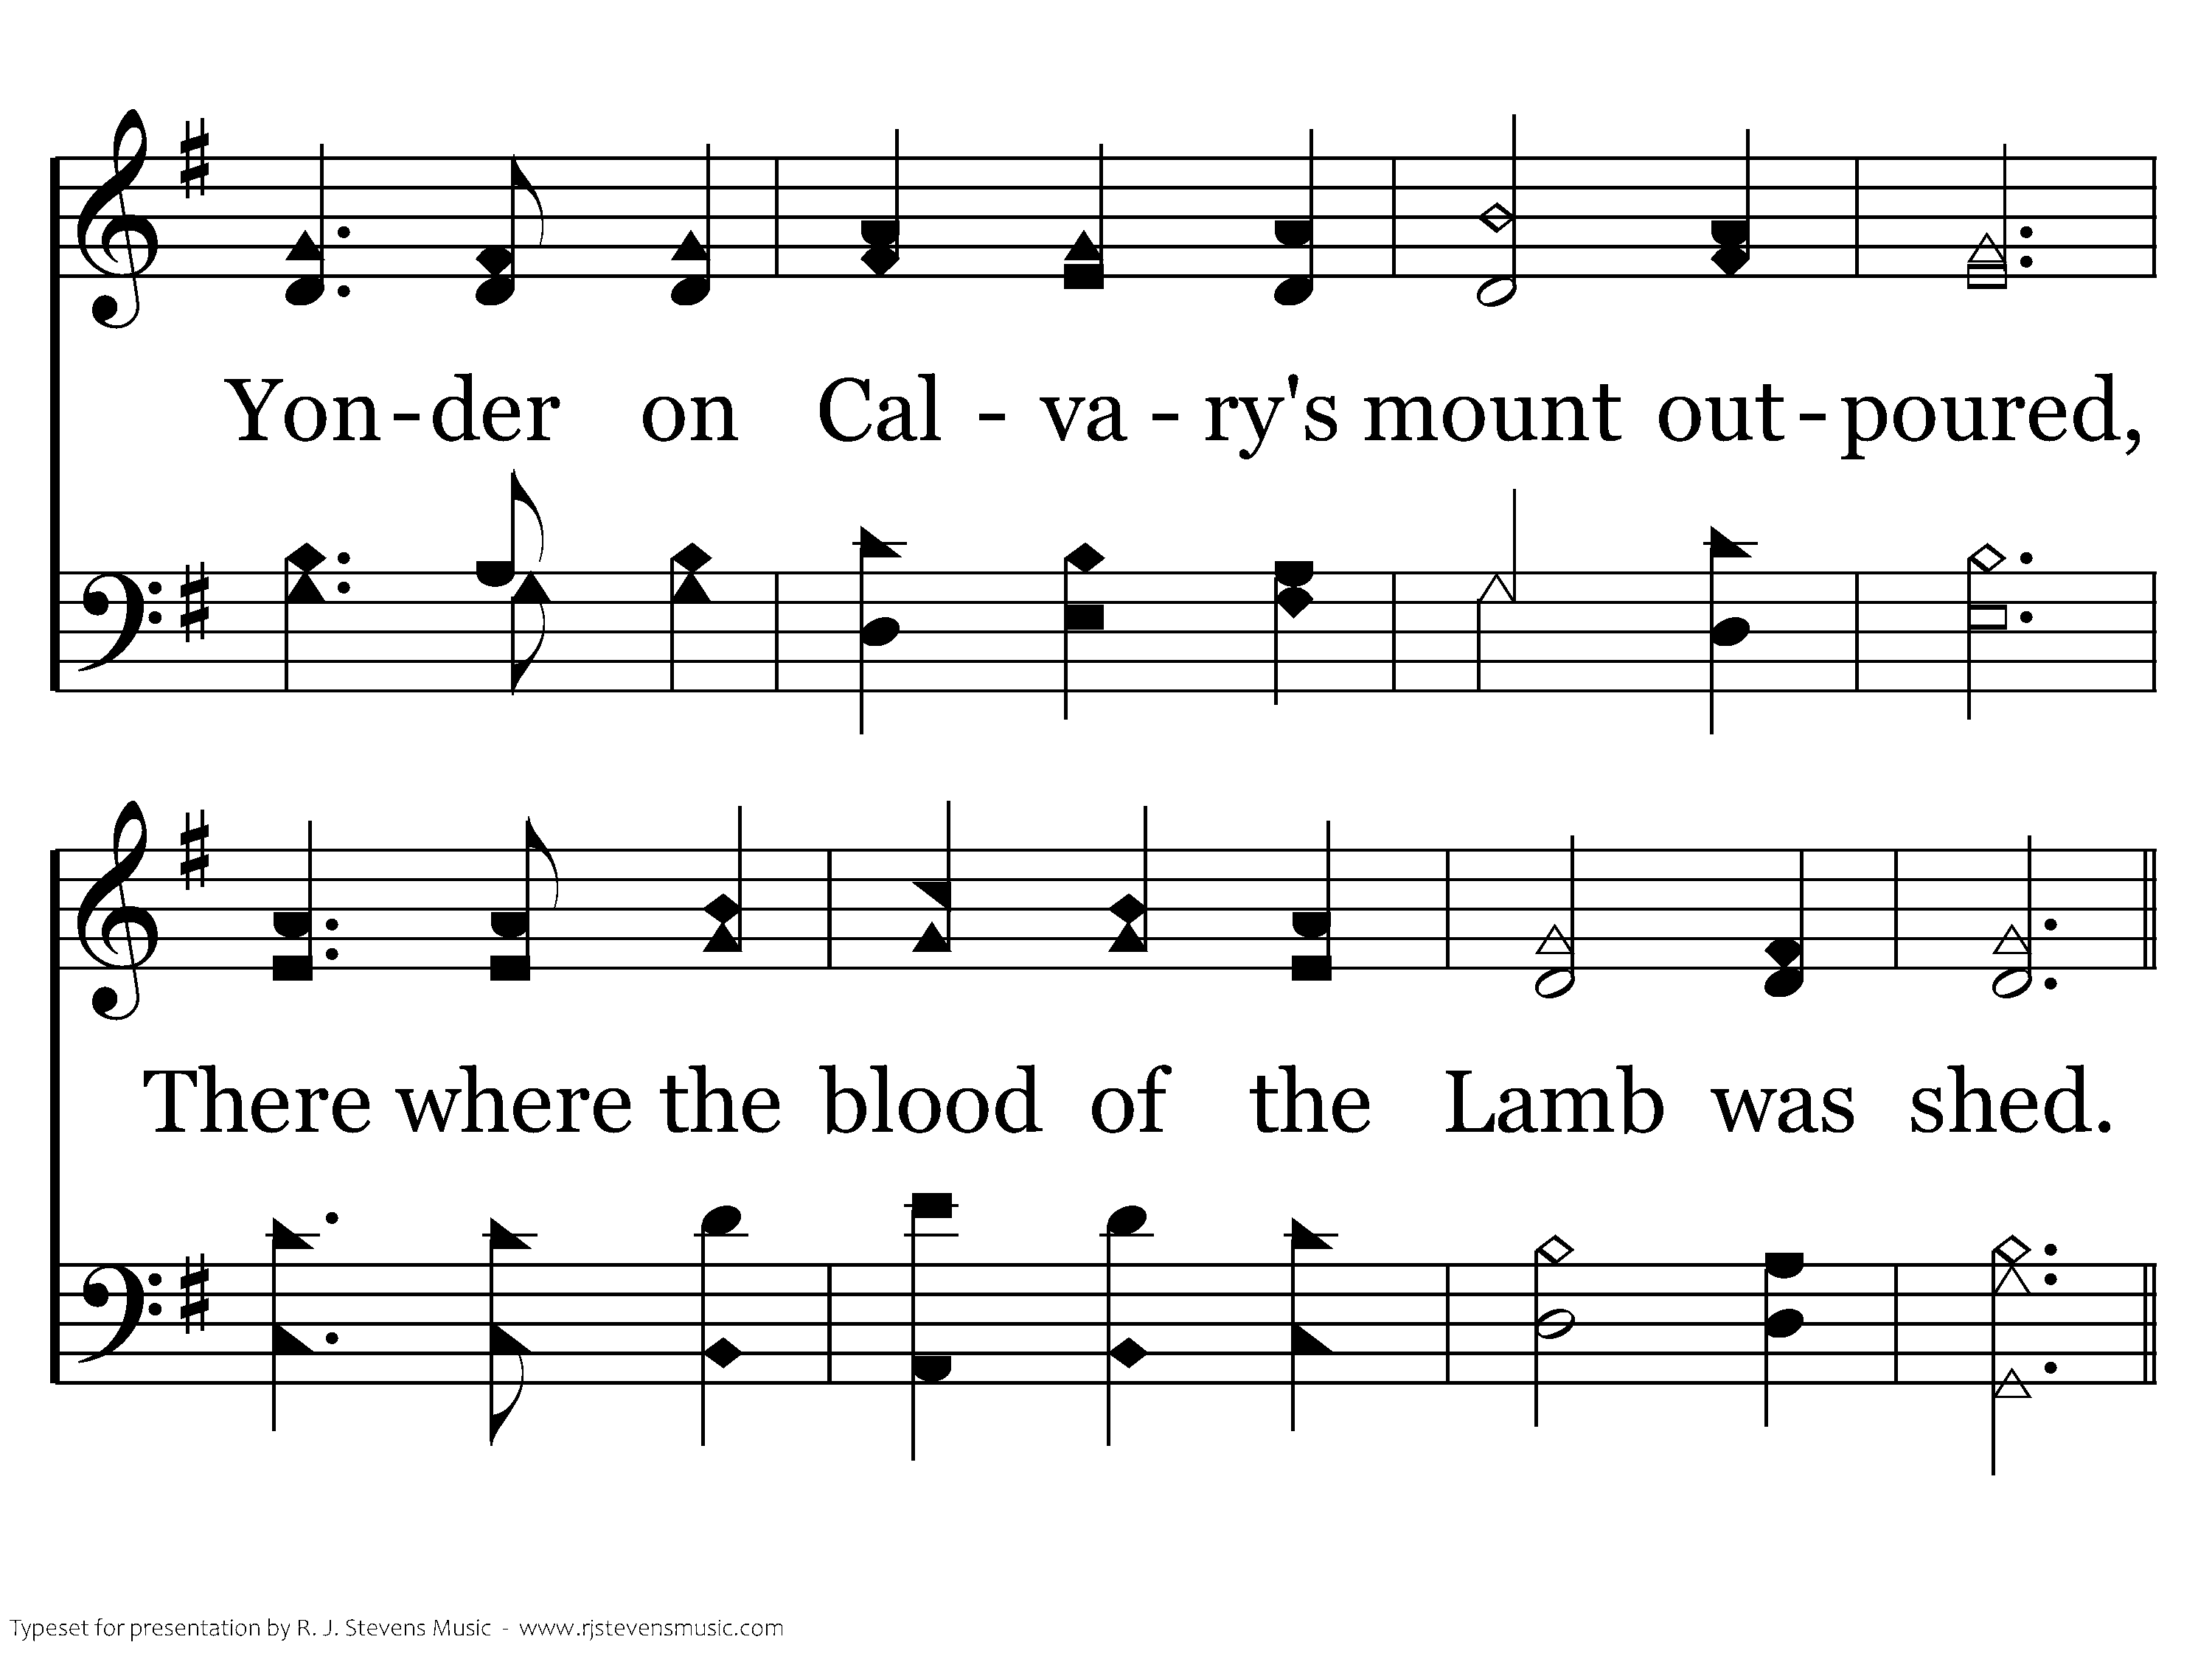 Yon-der on Cal - va - ry's mount out-poured,
There where the blood of the Lamb was shed.
Typeset for presentation by R. J. Stevens Music - www.rjstevensmusic.com